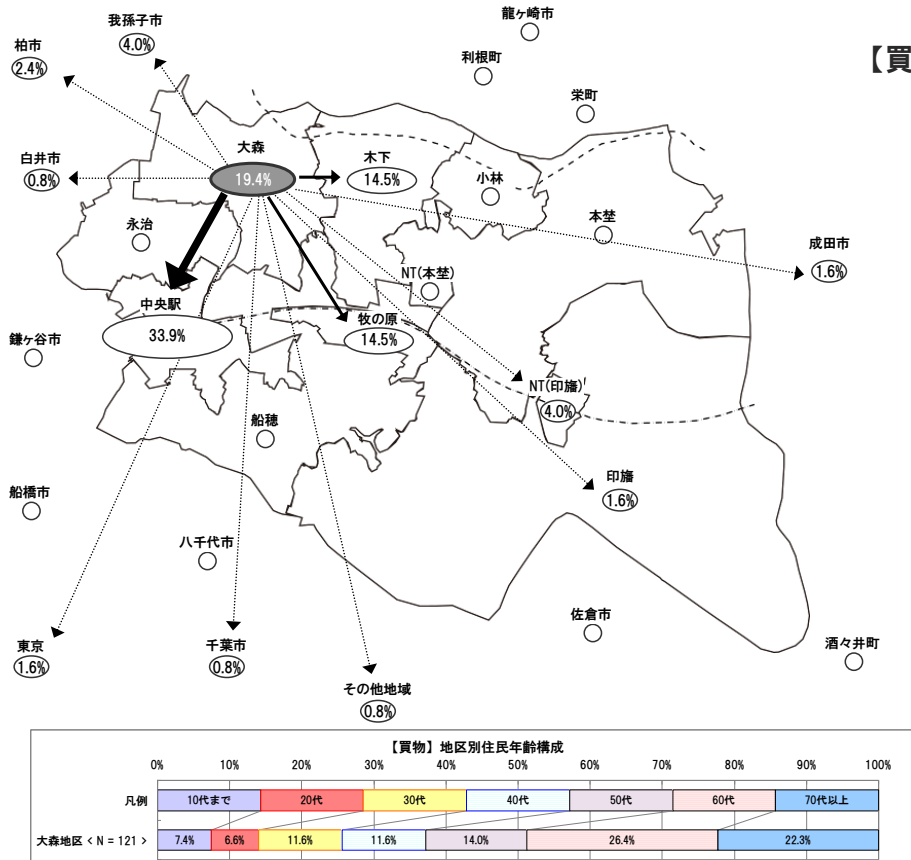 龍ヶ崎市
我孫子市
4.0%
柏市
2.4%
利根町
【買
栄町
大森
19.4%
木下
14.5%
白井市
0.8%
小林
永治
本埜
成田市
1.6%
NT(本埜)
中央駅
33.9%
牧の原
14.5%
鎌ヶ谷市
NT(印旛)
4.0%
船穂
印旛
1.6%
船橋市
八千代市
佐倉市
東京
1.6%
千葉市
0.8%
酒々井町
その他地域
0.8%
【買物】地区別住民年齢構成
0% 10% 20% 30% 40% 50% 60% 70% 80% 90% 100%
凡例 10代まで 20代 30代 40代 50代 60代 70代以上
大森地区 < N = 121 > 7.4% 6.6% 11.6% 11.6% 14.0% 26.4% 22.3%